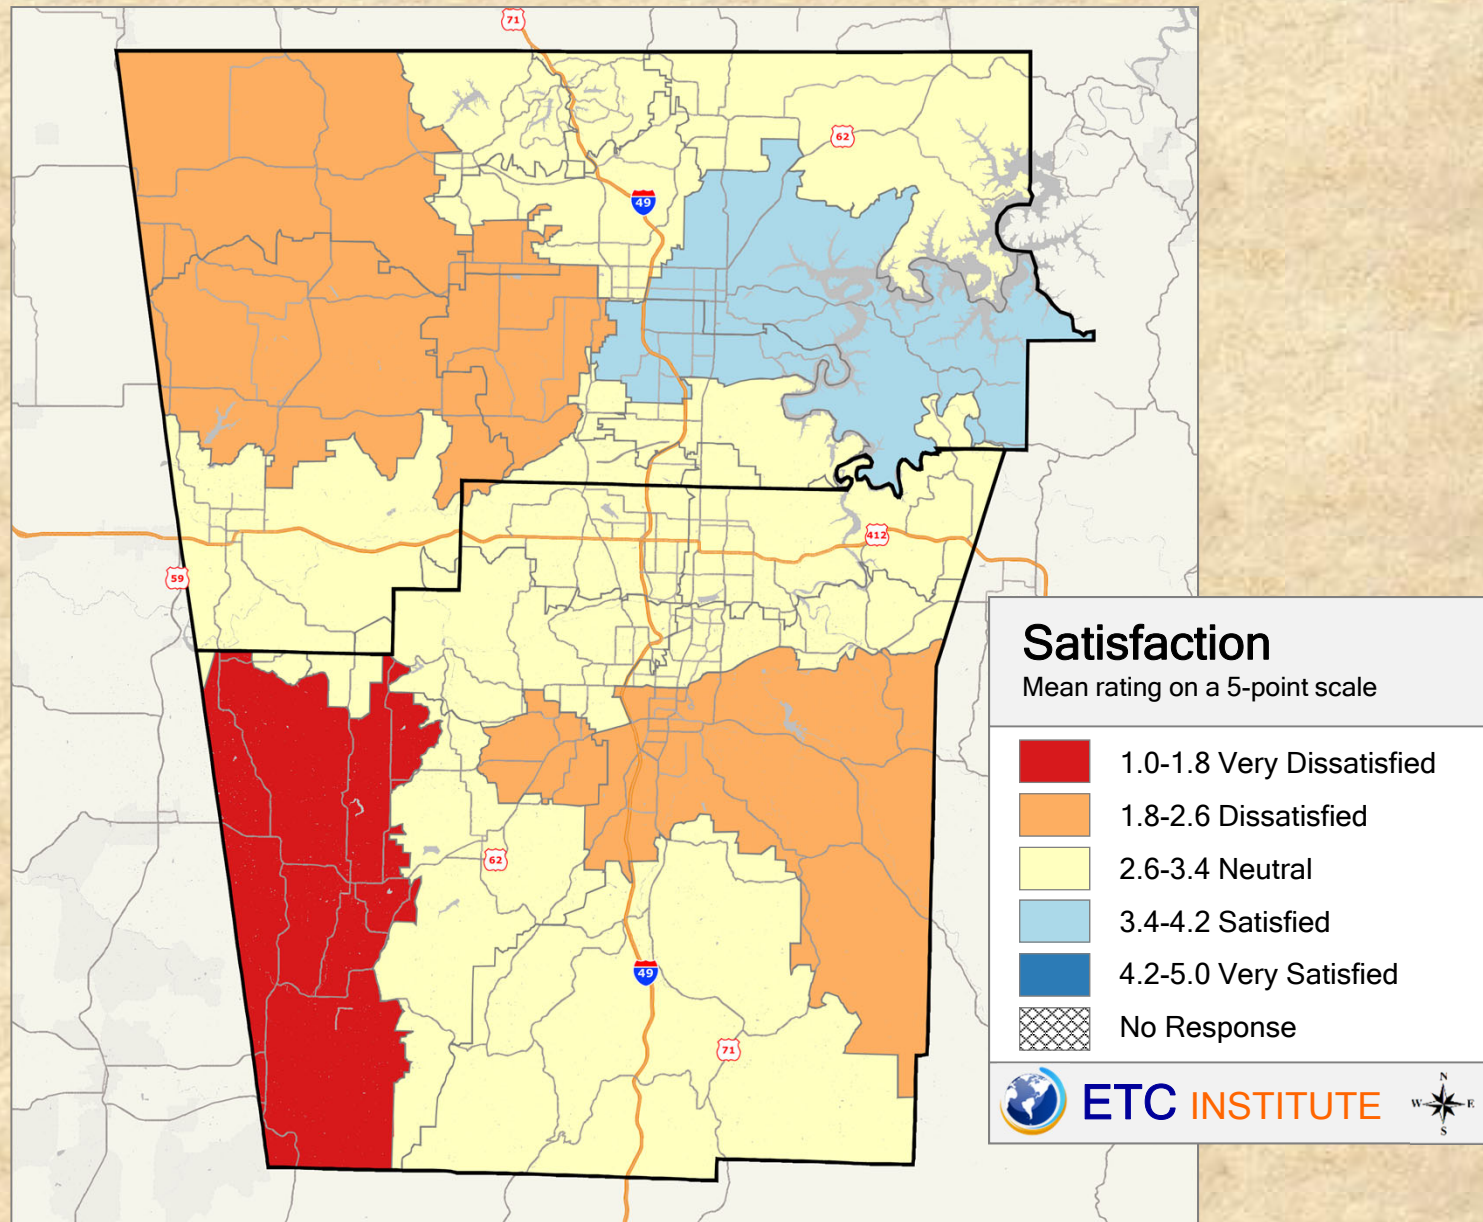 71
62
49
412
59
62
49
71
Satisfaction
Mean rating on a 5-point scale
1.0-1.8 Very Dissatisfied
1.8-2.6 Dissatisfied
2.6-3.4 Neutral
3.4-4.2 Satisfied
4.2-5.0 Very Satisfied
No Response
ETC INSTITUTE
N
W E
S